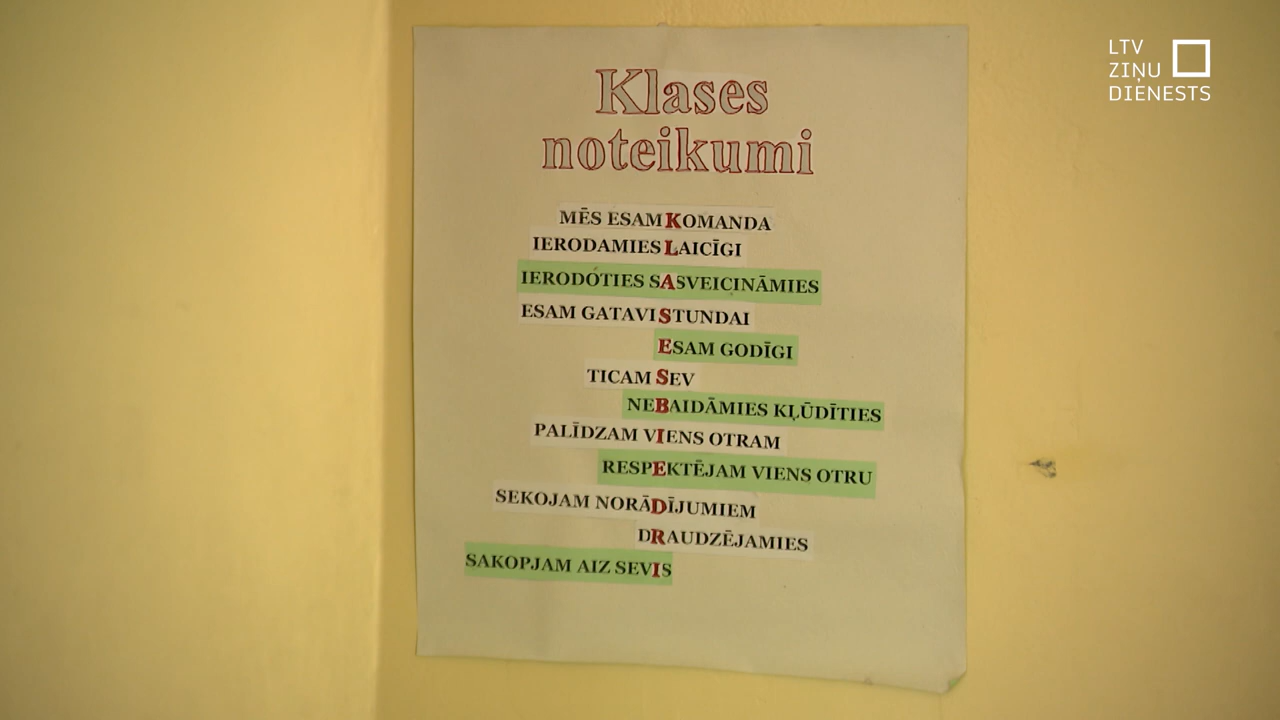 LTV
ZIŅU
DIENESTS
Klases
noteikumi
MĒS ESAM KOMANDA
IERODAMIES LAICĪGI
IERODOTIES SASVEICINĀMIES
ESAM GATAVI STUNDAI
ESAM GODĪGI
TICAM SEV
NEBAIDĀMIES KĻŪDĪTIES
PALĪDZAM VIENS OTRAM
RESPEKTĒJAM VIENS OTRU
SEKOJAM NORĀDĪJUMIEM
DRAUDZĒJAMIES
SAKOPJAM AIZ SEVIS